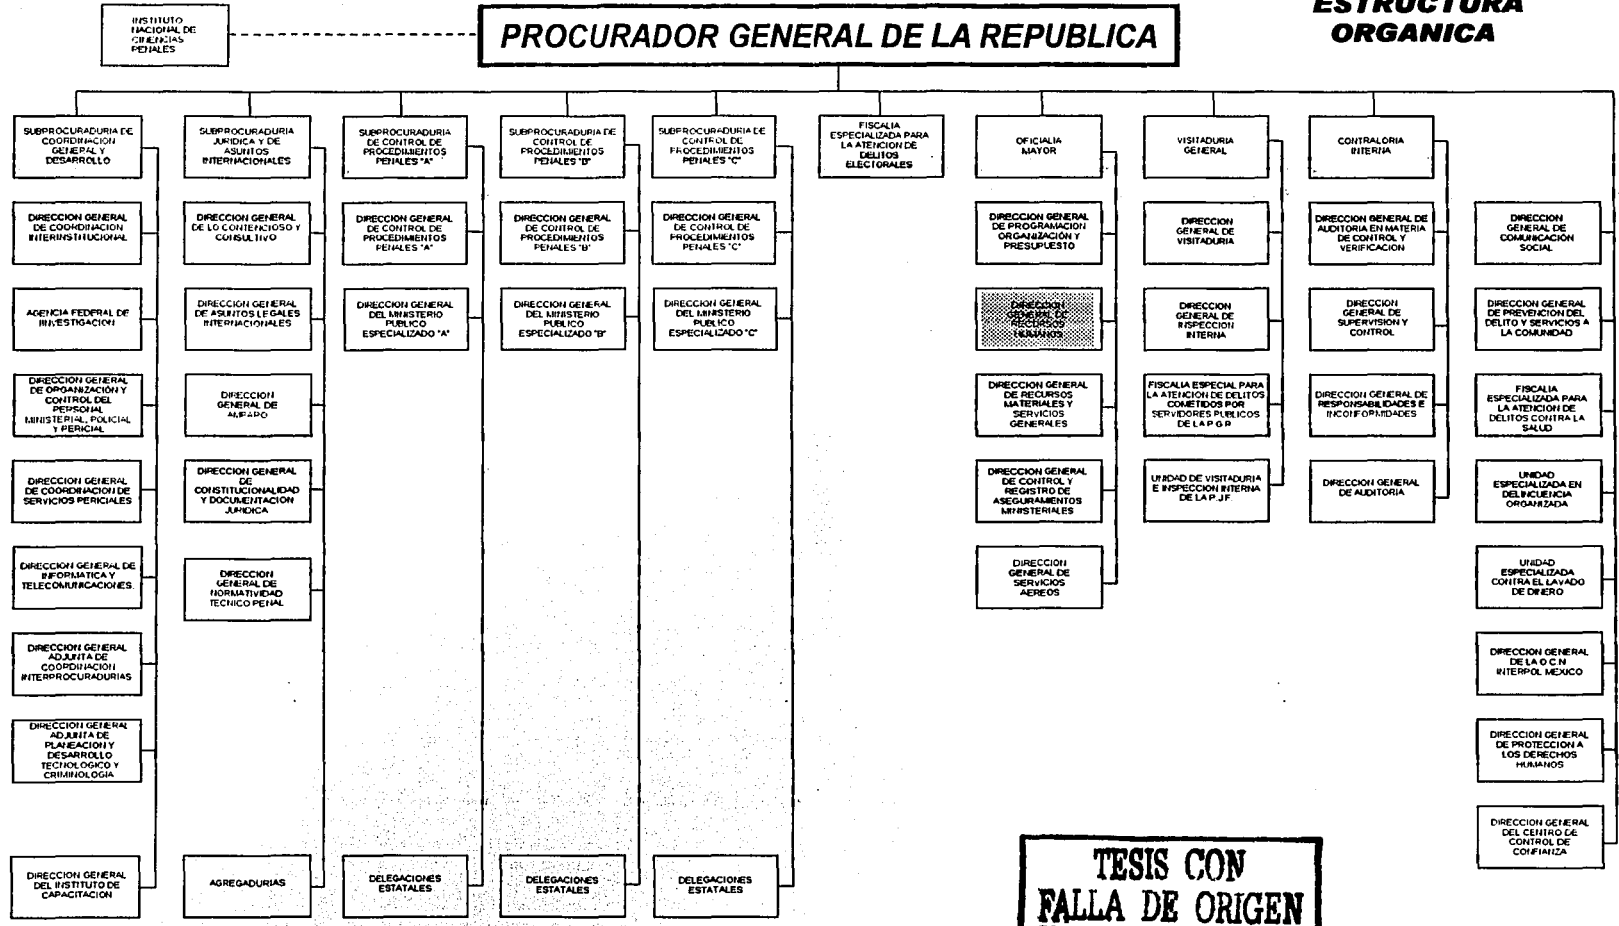 INSTITUTO
NACIONAL DE
CIENCIAS
PENALES
PROCURADOR GENERAL DE LA REPUBLICA
ESTRUCTURA
ORGANICA
SUBPROCURADURIA DE
COORDINACION
GENERAL Y
DESARROLLO
DIRECCION GENERAL
DE COORDINACION
INTERINSTITUCIONAL
AGENCIA FEDERAL DE
INVESTIGACION
DIRECCION GENERAL
DE ORGANIZACIÓN Y
CONTROL DEL
PERSONAL
MINISTERIAL, POLICIAL
Y PERICIAL
DIRECCION GENERAL
DE COORDINACION DE
SERVICIOS PERICIALES
DIRECCION GENERAL DE
INFORMATICA Y
TELECOMUNICACIONES.
DIRECCION GENERAL
ADJUNTA DE
COORDINACION
INTERPROCURADURIAS
DIRECCION GENERAL
ADJUNTA DE
PLANEACION Y
DESARROLLO
TECNOLOGICO Y
CRIMINOLOGIA
DIRECCION GENERAL
DEL INSTITUTO DE
CAPACITACION
SUBPROCURADURIA
JURIDICA Y DE
ASUNTOS
INTERNACIONALES
DIRECCION GENERAL
DE LO CONTENCIOSO Y
CONSULTIVO
DIRECCION GENERAL
DE ASUNTOS LEGALES
INTERNACIONALES
DIRECCION
GENERAL DE
AMPARO
DIRECCION GENERAL
DE
CONSTITUCIONALIDAD
Y DOCUMENTACION
JURIDICA
DIRECCION
GENERAL DE
NORMATIVIDAD
TECNICO PENAL
AGREGADURIAS
SUBPROCURADURIA
DE CONTROL DE
PROCEDIMIENTOS
PENALES "A"
DIRECCION GENERAL
DE CONTROL DE
PROCEDIMIENTOS
PENALES "A"
DIRECCION GENERAL
DEL MINISTERIO
PUBLICO
ESPECIALIZADO "A"
DELEGACIONES
ESTATALES
SUBPROCURADURIA DE
CONTROL DE
PROCEDIMIENTOS
PENALES "B"
DIRECCION GENERAL
DE CONTROL DE
PROCEDIMIENTOS
PENALES "B"
DIRECCION GENERAL
DEL MINISTERIO
PUBLICO
ESPECIALIZADO "B"
DELEGACIONES
ESTATALES
SUBPROCURADURIA DE
CONTROL DE
PROCEDIMIENTOS
PENALES "C"
DIRECCION GENERAL
DE CONTROL DE
PROCEDIMIENTOS
PENALES "C"
DIRECCION GENERAL
DEL MINISTERIO
PUBLICO
ESPECIALIZADO "C"
DELEGACIONES
ESTATALES
FISCALIA
ESPECIALIZADA PARA
LA ATENCION DE
DELITOS
ELECTORALES
OFICIALIA
MAYOR
DIRECCION GENERAL
DE PROGRAMACION
ORGANIZACIÓN Y
PRESUPUESTO
DIRECCION
GENERAL DE
RECURSOS
HUMANOS
DIRECCION GENERAL
DE RECURSOS
MATERIALES Y
SERVICIOS
GENERALES
DIRECCION GENERAL
DE CONTROL Y
REGISTRO DE
ASEGURAMIENTOS
MINISTERIALES
DIRECCION
GENERAL DE
SERVICIOS
AEREOS
VISITADURIA
GENERAL
DIRECCION
GENERAL DE
VISITADURIA
DIRECCION
GENERAL DE
INSPECCION
INTERNA
FISCALIA ESPECIAL PARA
LA ATENCION DE DELITOS
COMETIDOS POR
SERVIDORES PUBLICOS
DE LA P.G.R.
UNIDAD DE VISITADURIA
E INSPECCION INTERNA
DE LA P.J.F.
CONTRALORIA
INTERNA
DIRECCION GENERAL DE
AUDITORIA EN MATERIA
DE CONTROL Y
VERIFICACION
DIRECCION
GENERAL DE
SUPERVISION Y
CONTROL
DIRECCION GENERAL DE
RESPONSABILIDADES E
INCONFORMIDADES
DIRECCION GENERAL
DE AUDITORIA
DIRECCION
GENERAL DE
COMUNICACION
SOCIAL
DIRECCION GENERAL
DE PREVENCION DEL
DELITO Y SERVICIOS A
LA COMUNIDAD
FISCALIA
ESPECIALIZADA PARA
LA ATENCION DE
DELITOS CONTRA LA
SALUD
UNIDAD
ESPECIALIZADA EN
DELINCUENCIA
ORGANIZADA
UNIDAD
ESPECIALIZADA
CONTRA EL LAVADO
DE DINERO
DIRECCION GENERAL
DE LA O.C.N
INTERPOL MEXICO
DIRECCION GENERAL
DE PROTECCION A
LOS DERECHOS
HUMANOS
DIRECCION GENERAL
DEL CENTRO DE
CONTROL DE
CONFIANZA
TESIS CON
FALLA DE ORIGEN